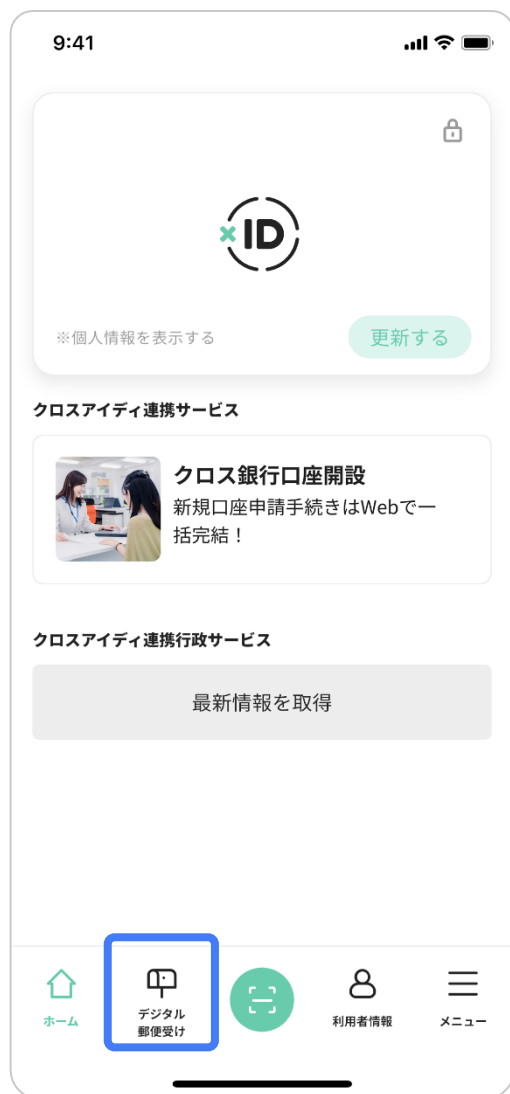 9:41
×ID
※個人情報を表示する
更新する
クロスアイディ連携サービス
クロス銀行口座開設
新規口座申請手続きはWebで一
括完結！
クロスアイディ連携行政サービス
最新情報を取得
ホーム
デジタル
郵便受け
利用者情報
メニュー